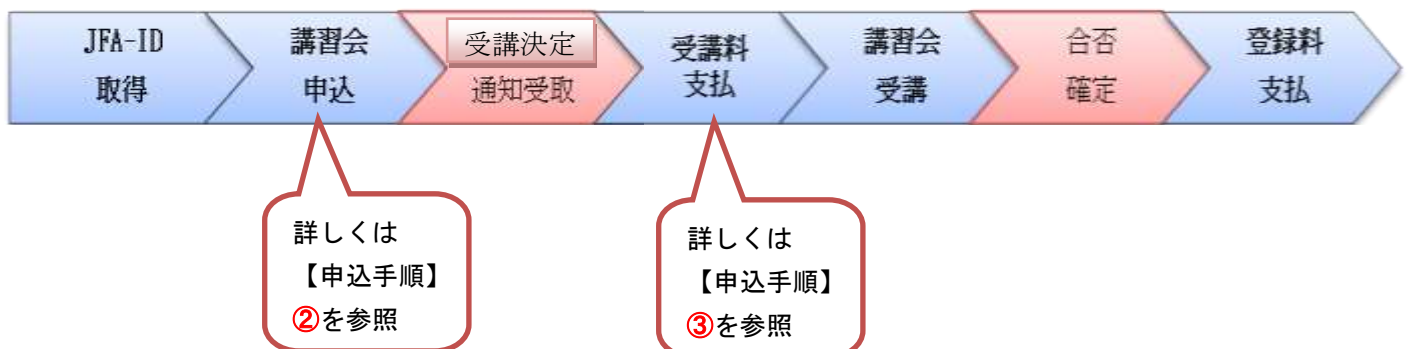 JFA-ID
取得
講習会
申込
受講決定
通知受取
受講料
支払
講習会
受講
合否
確定
登録料
支払
詳しくは
【申込手順】
②を参照
詳しくは
【申込手順】
③を参照